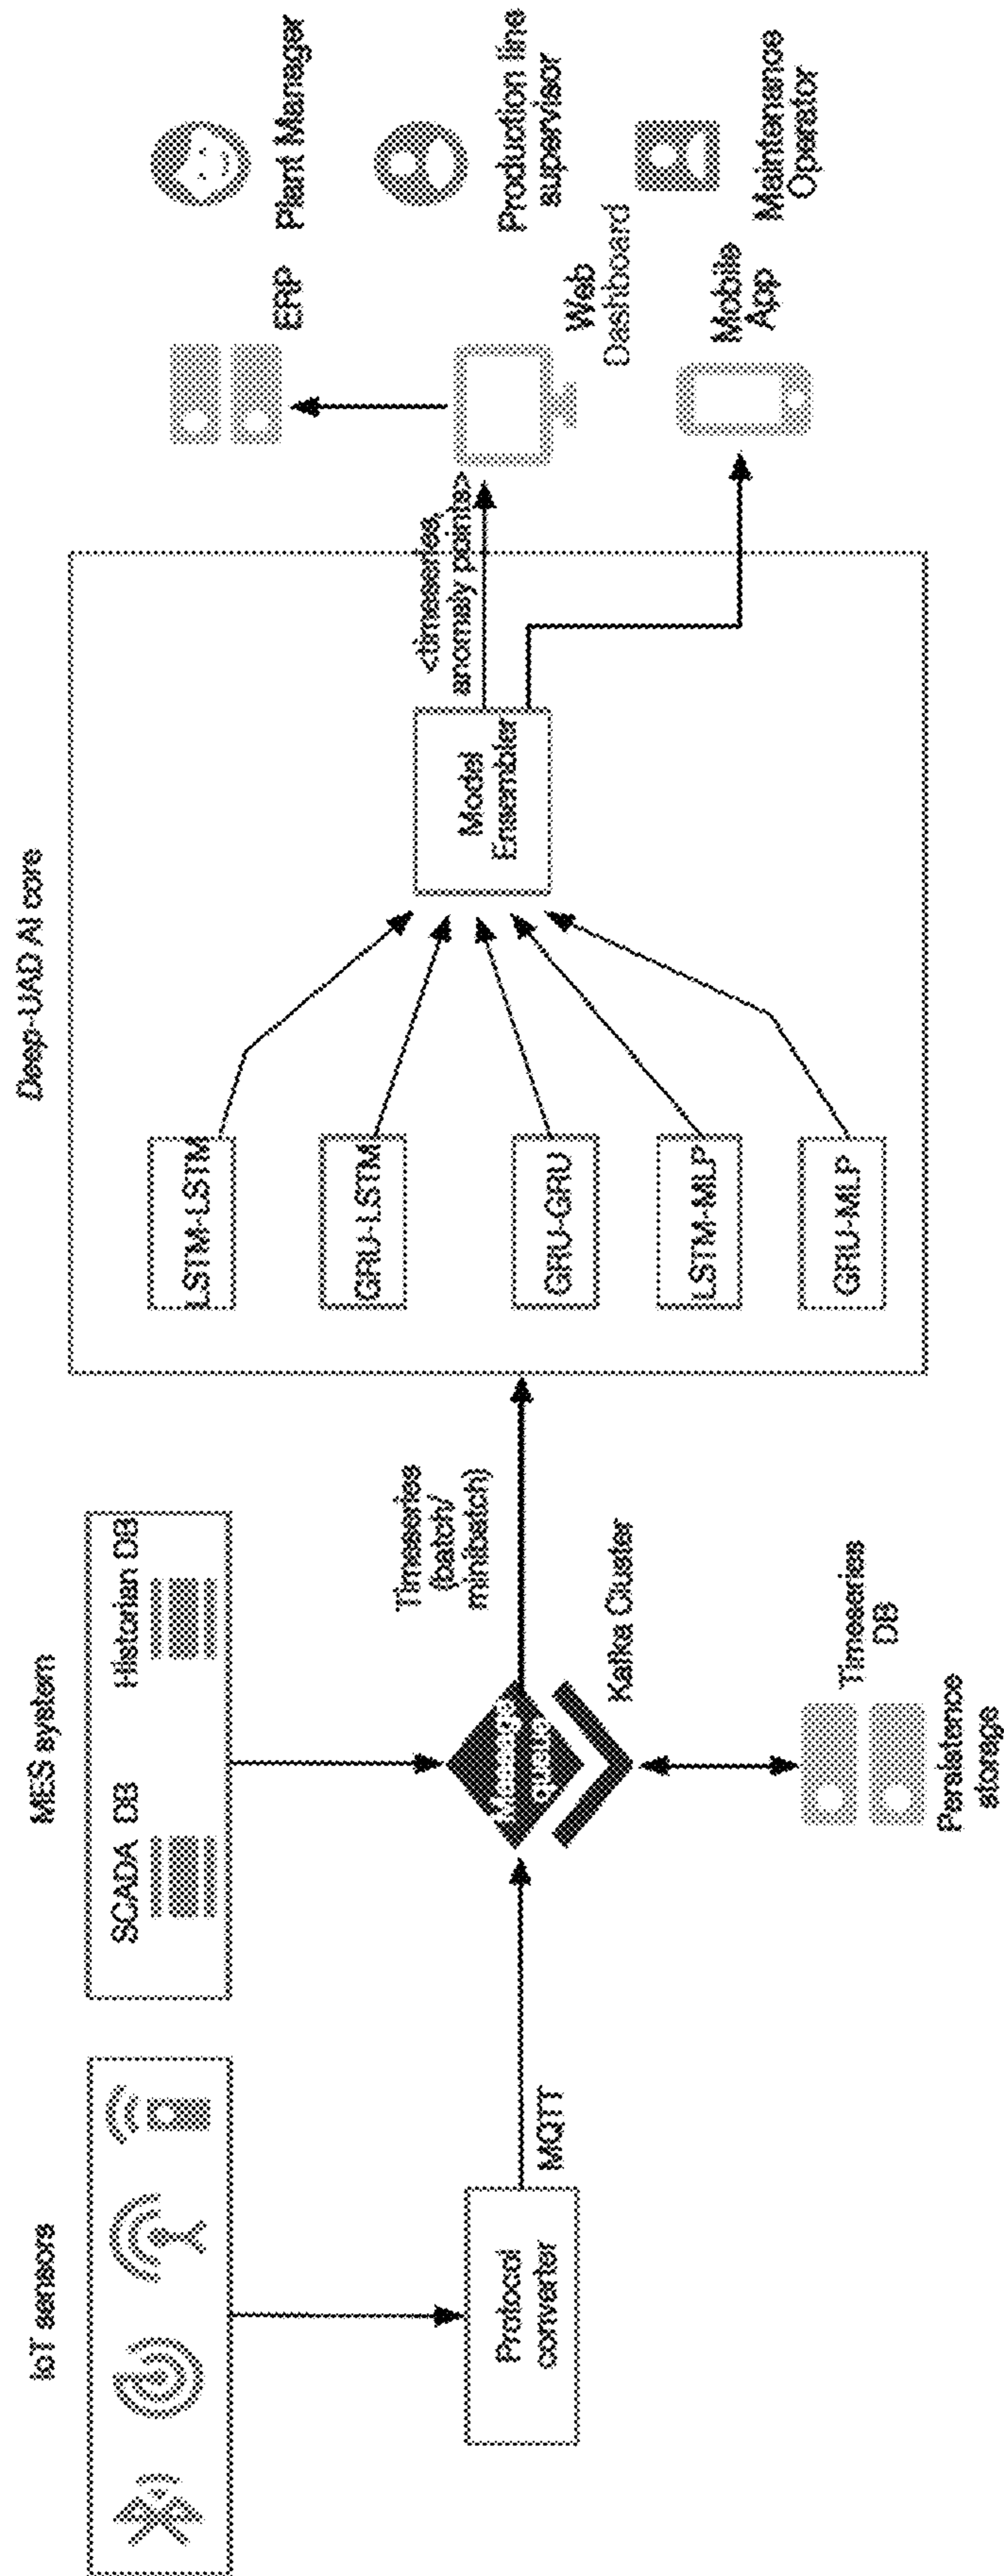 IoT sensors
MES system
SCADA DB
Historian DB
Protocol
converter
MQTT
Message
queue
Kafka Cluster
Timeseries
DB
Persistence
storage
Timeseries
(batch/
minibatch)
Deep-UAD AI core
LSTM-LSTM
GRU-LSTM
GRU-GRU
LSTM-MLP
GRU-MLP
Model
Ensembler
<timeseries,
anomaly points>
ERP
Web
Dashboard
Mobile
App
Plant Manager
Production line
supervisor
Maintenance
Operator